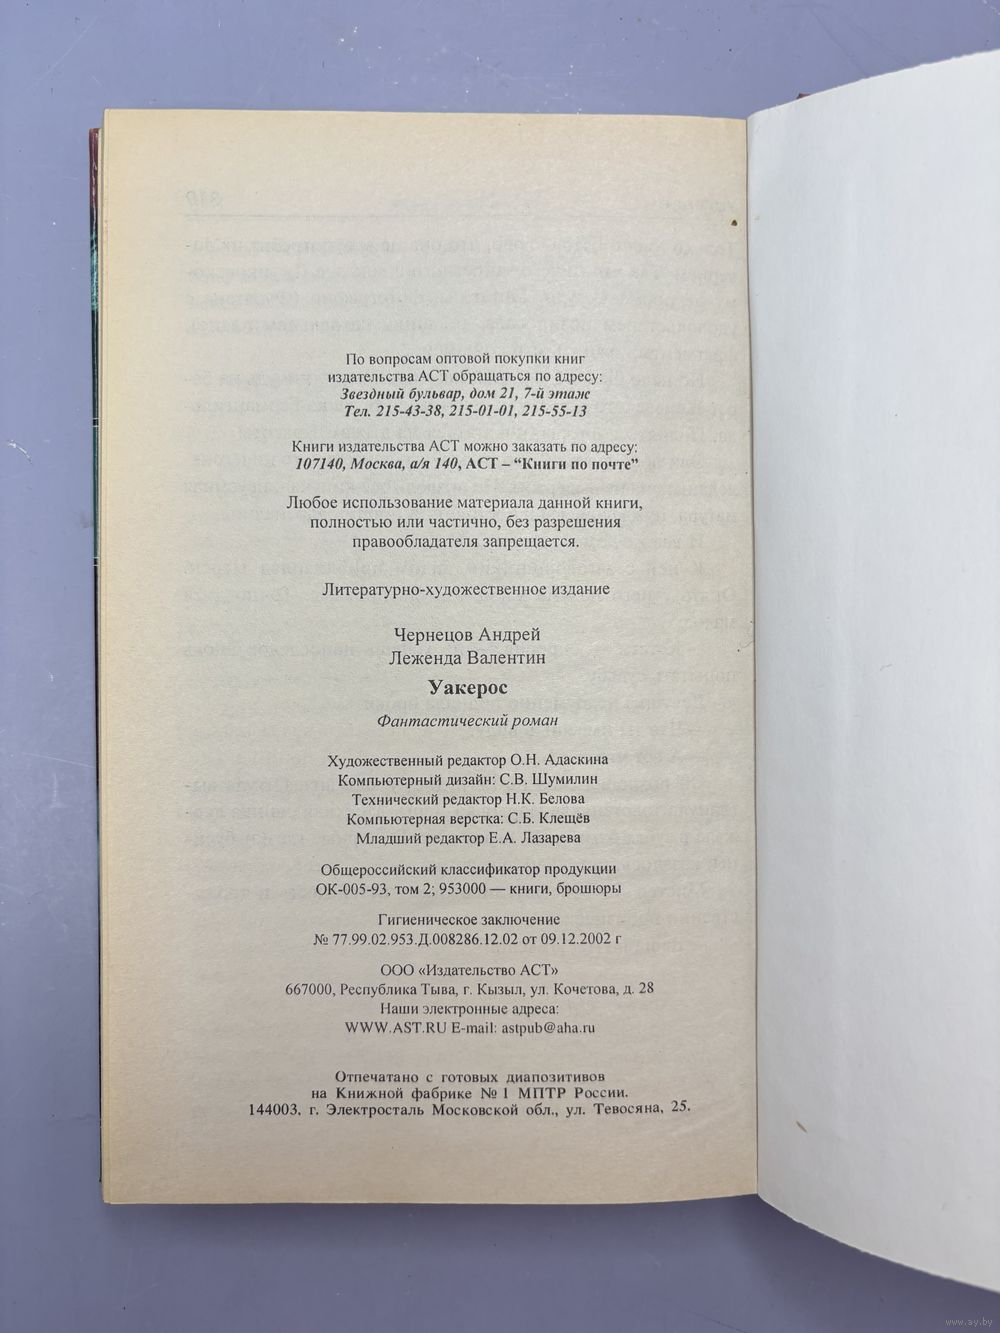 По вопросам оптовой покупки книг
издательства АСТ обращаться по адресу:
Звездный бульвар, дом 21, 7-й этаж
Тел. 215-43-38, 215-01-01, 215-55-13
Книги издательства АСТ можно заказать по адресу:
107140, Москва, а/я 140, АСТ – “Книги по почте”
Любое использование материала данной книги,
полностью или частично, без разрешения
правообладателя запрещается.
Литературно-художественное издание
Чернецов Андрей
Леженда Валентин
Уакерос
Фантастический роман
Художественный редактор О.Н. Адаскина
Компьютерный дизайн: С.В. Шумилин
Технический редактор Н.К. Белова
Компьютерная верстка: С.Б. Клещёв
Младший редактор Е.А. Лазарева
Общероссийский классификатор продукции
ОК-005-93, том 2; 953000 — книги, брошюры
Гигиеническое заключение
№ 77.99.02.953.Д.008286.12.02 от 09.12.2002 г
ООО «Издательство АСТ»
667000, Республика Тыва, г. Кызыл, ул. Кочетова, д. 28
Наши электронные адреса:
WWW.AST.RU E-mail: astpub@aha.ru
Отпечатано с готовых диапозитивов
на Книжной фабрике № 1 МПТР России.
144003, г. Электросталь Московской обл., ул. Тевосяна, 25.
www.ay.by